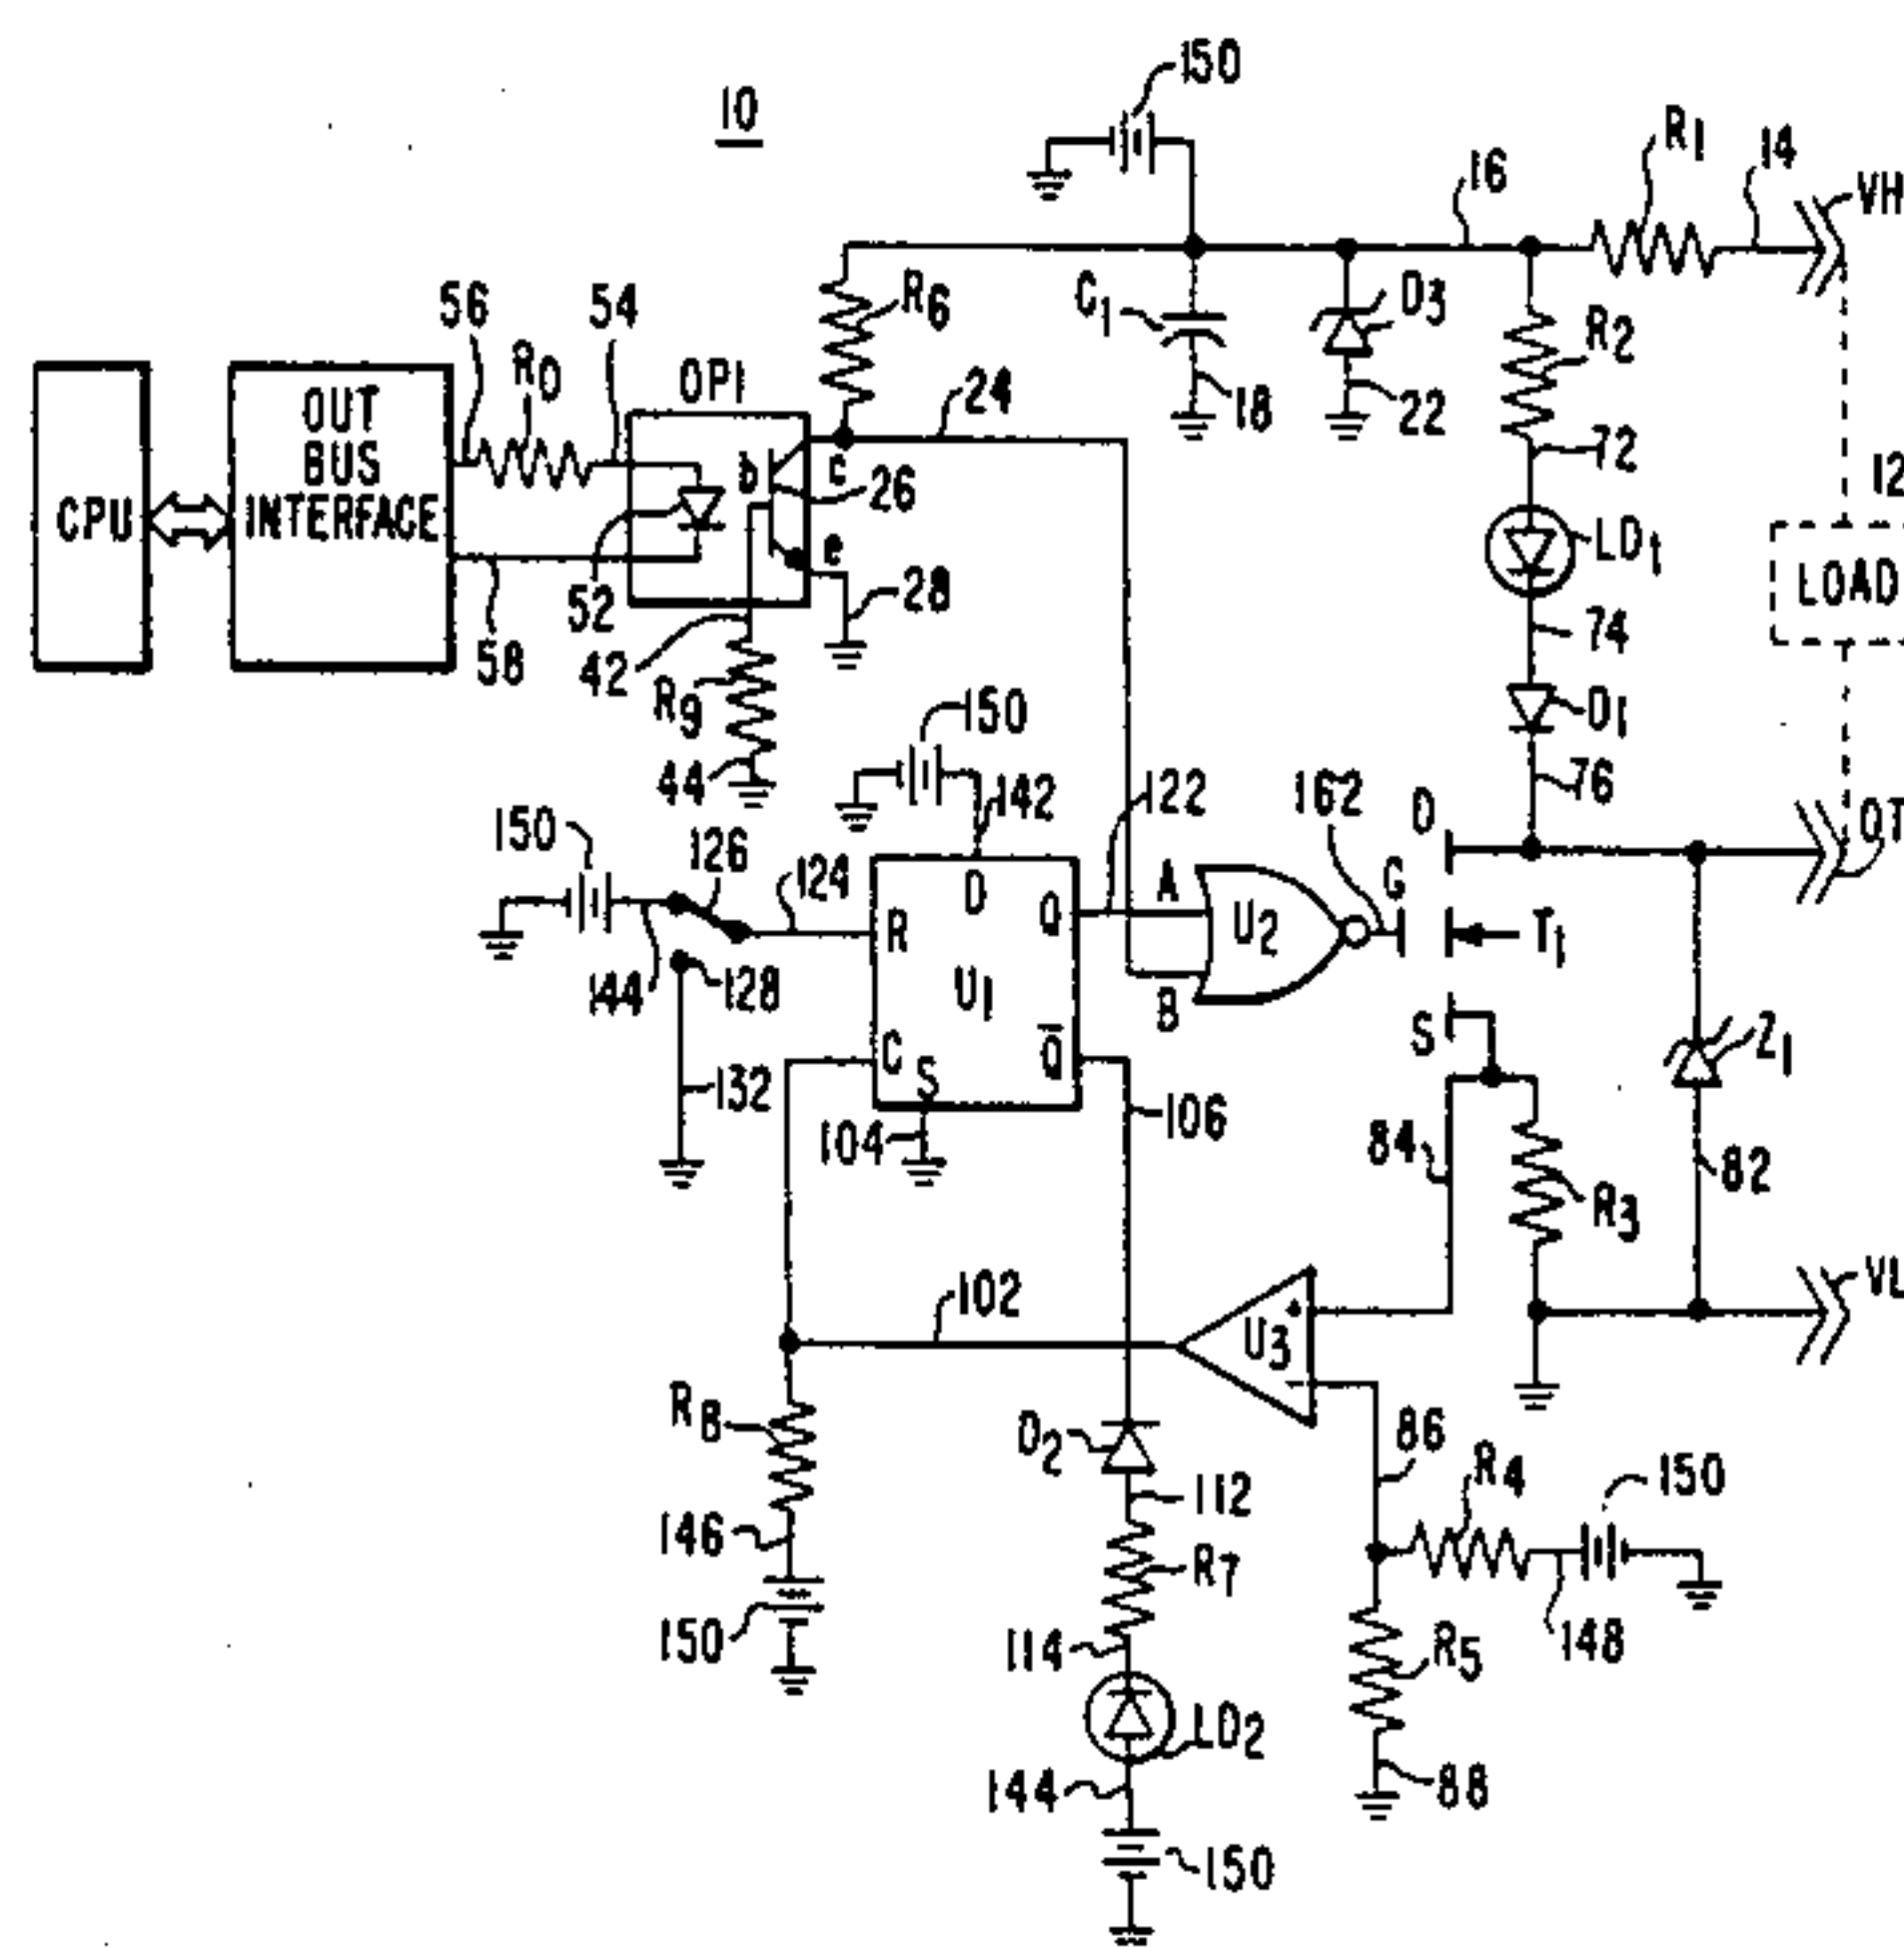 150
10
R1
14
VH
16
56
R0
54
OP1
R6
C1
D3
R2
24
18
22
72
12
CPU
OUT
BUS
INTERFACE
b
c
26
e
LD1
LOAD
52
28
74
58
42
R9
D1
150
44
142
122
162
76
D
OT
150
126
124
D
Q
A
G
R
U2
T1
144
128
U1
B
S
Z1
C
S
Q̅
132
104
106
84
R3
82
102
+
U3
VL
−
R8
D2
86
R4
150
112
146
R7
150
114
R5
148
LD2
144
88
150